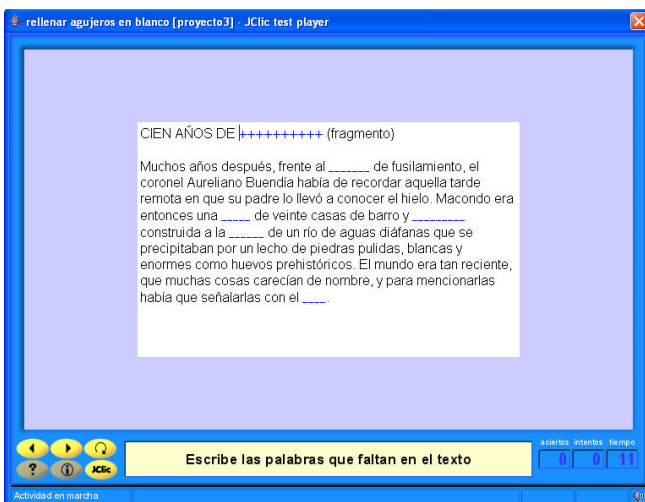 rellenar agujeros en blanco [proyecto3] - JClic test player
CIEN AÑOS DE ++++++++++ (fragmento)
Muchos años después, frente al _______ de fusilamiento, el
coronel Aureliano Buendía había de recordar aquella tarde
remota en que su padre lo llevó a conocer el hielo. Macondo era
entonces una _____ de veinte casas de barro y _________
construida a la ______ de un río de aguas diáfanas que se
precipitaban por un lecho de piedras pulidas, blancas y
enormes como huevos prehistóricos. El mundo era tan reciente,
que muchas cosas carecían de nombre, y para mencionarlas
había que señalarlas con el ____.
? i JClic
Escribe las palabras que faltan en el texto
aciertos intentos tiempo
0 0 11
Actividad en marcha